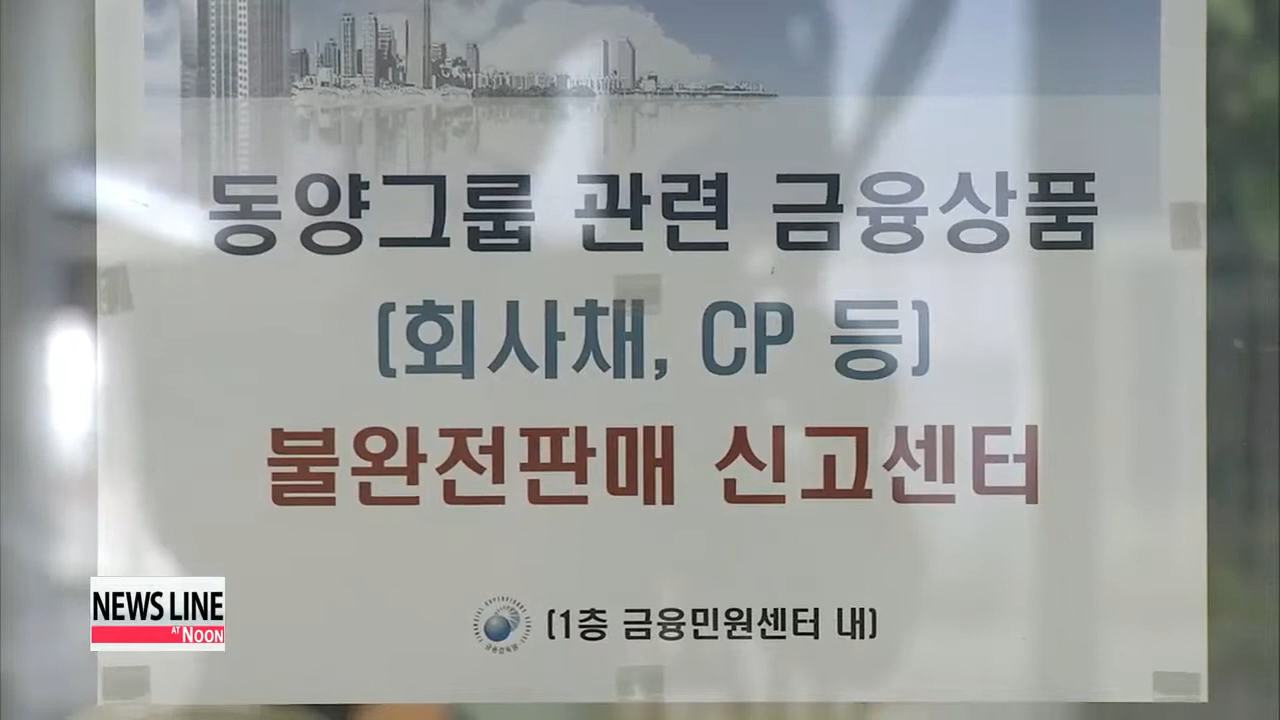 동양그룹 관련 금융상품
(회사채, CP 등)
불완전판매 신고센터
(1층 금융민원센터 내)
NEWS LINE
AT NOON